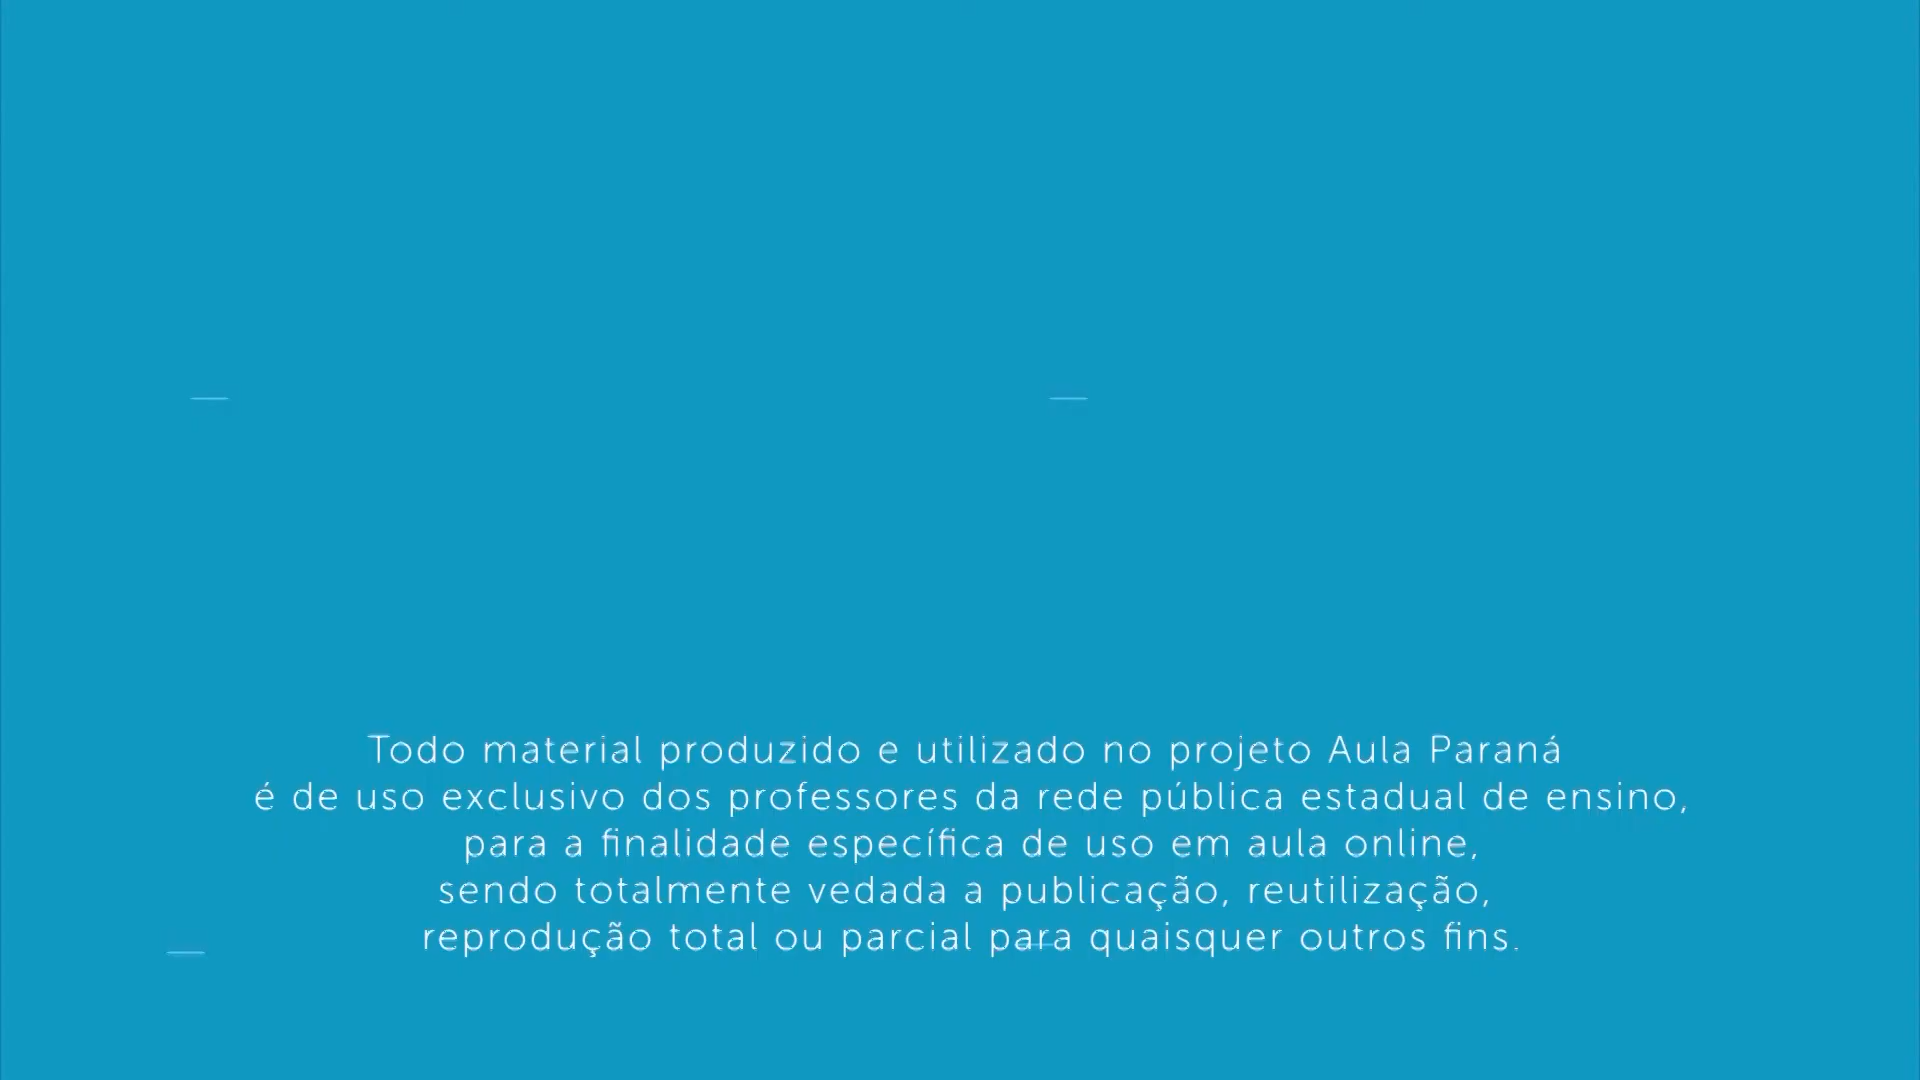 Todo material produzido e utilizado no projeto Aula Paraná
é de uso exclusivo dos professores da rede pública estadual de ensino,
para a finalidade específica de uso em aula online,
sendo totalmente vedada a publicação, reutilização,
reprodução total ou parcial para quaisquer outros fins.